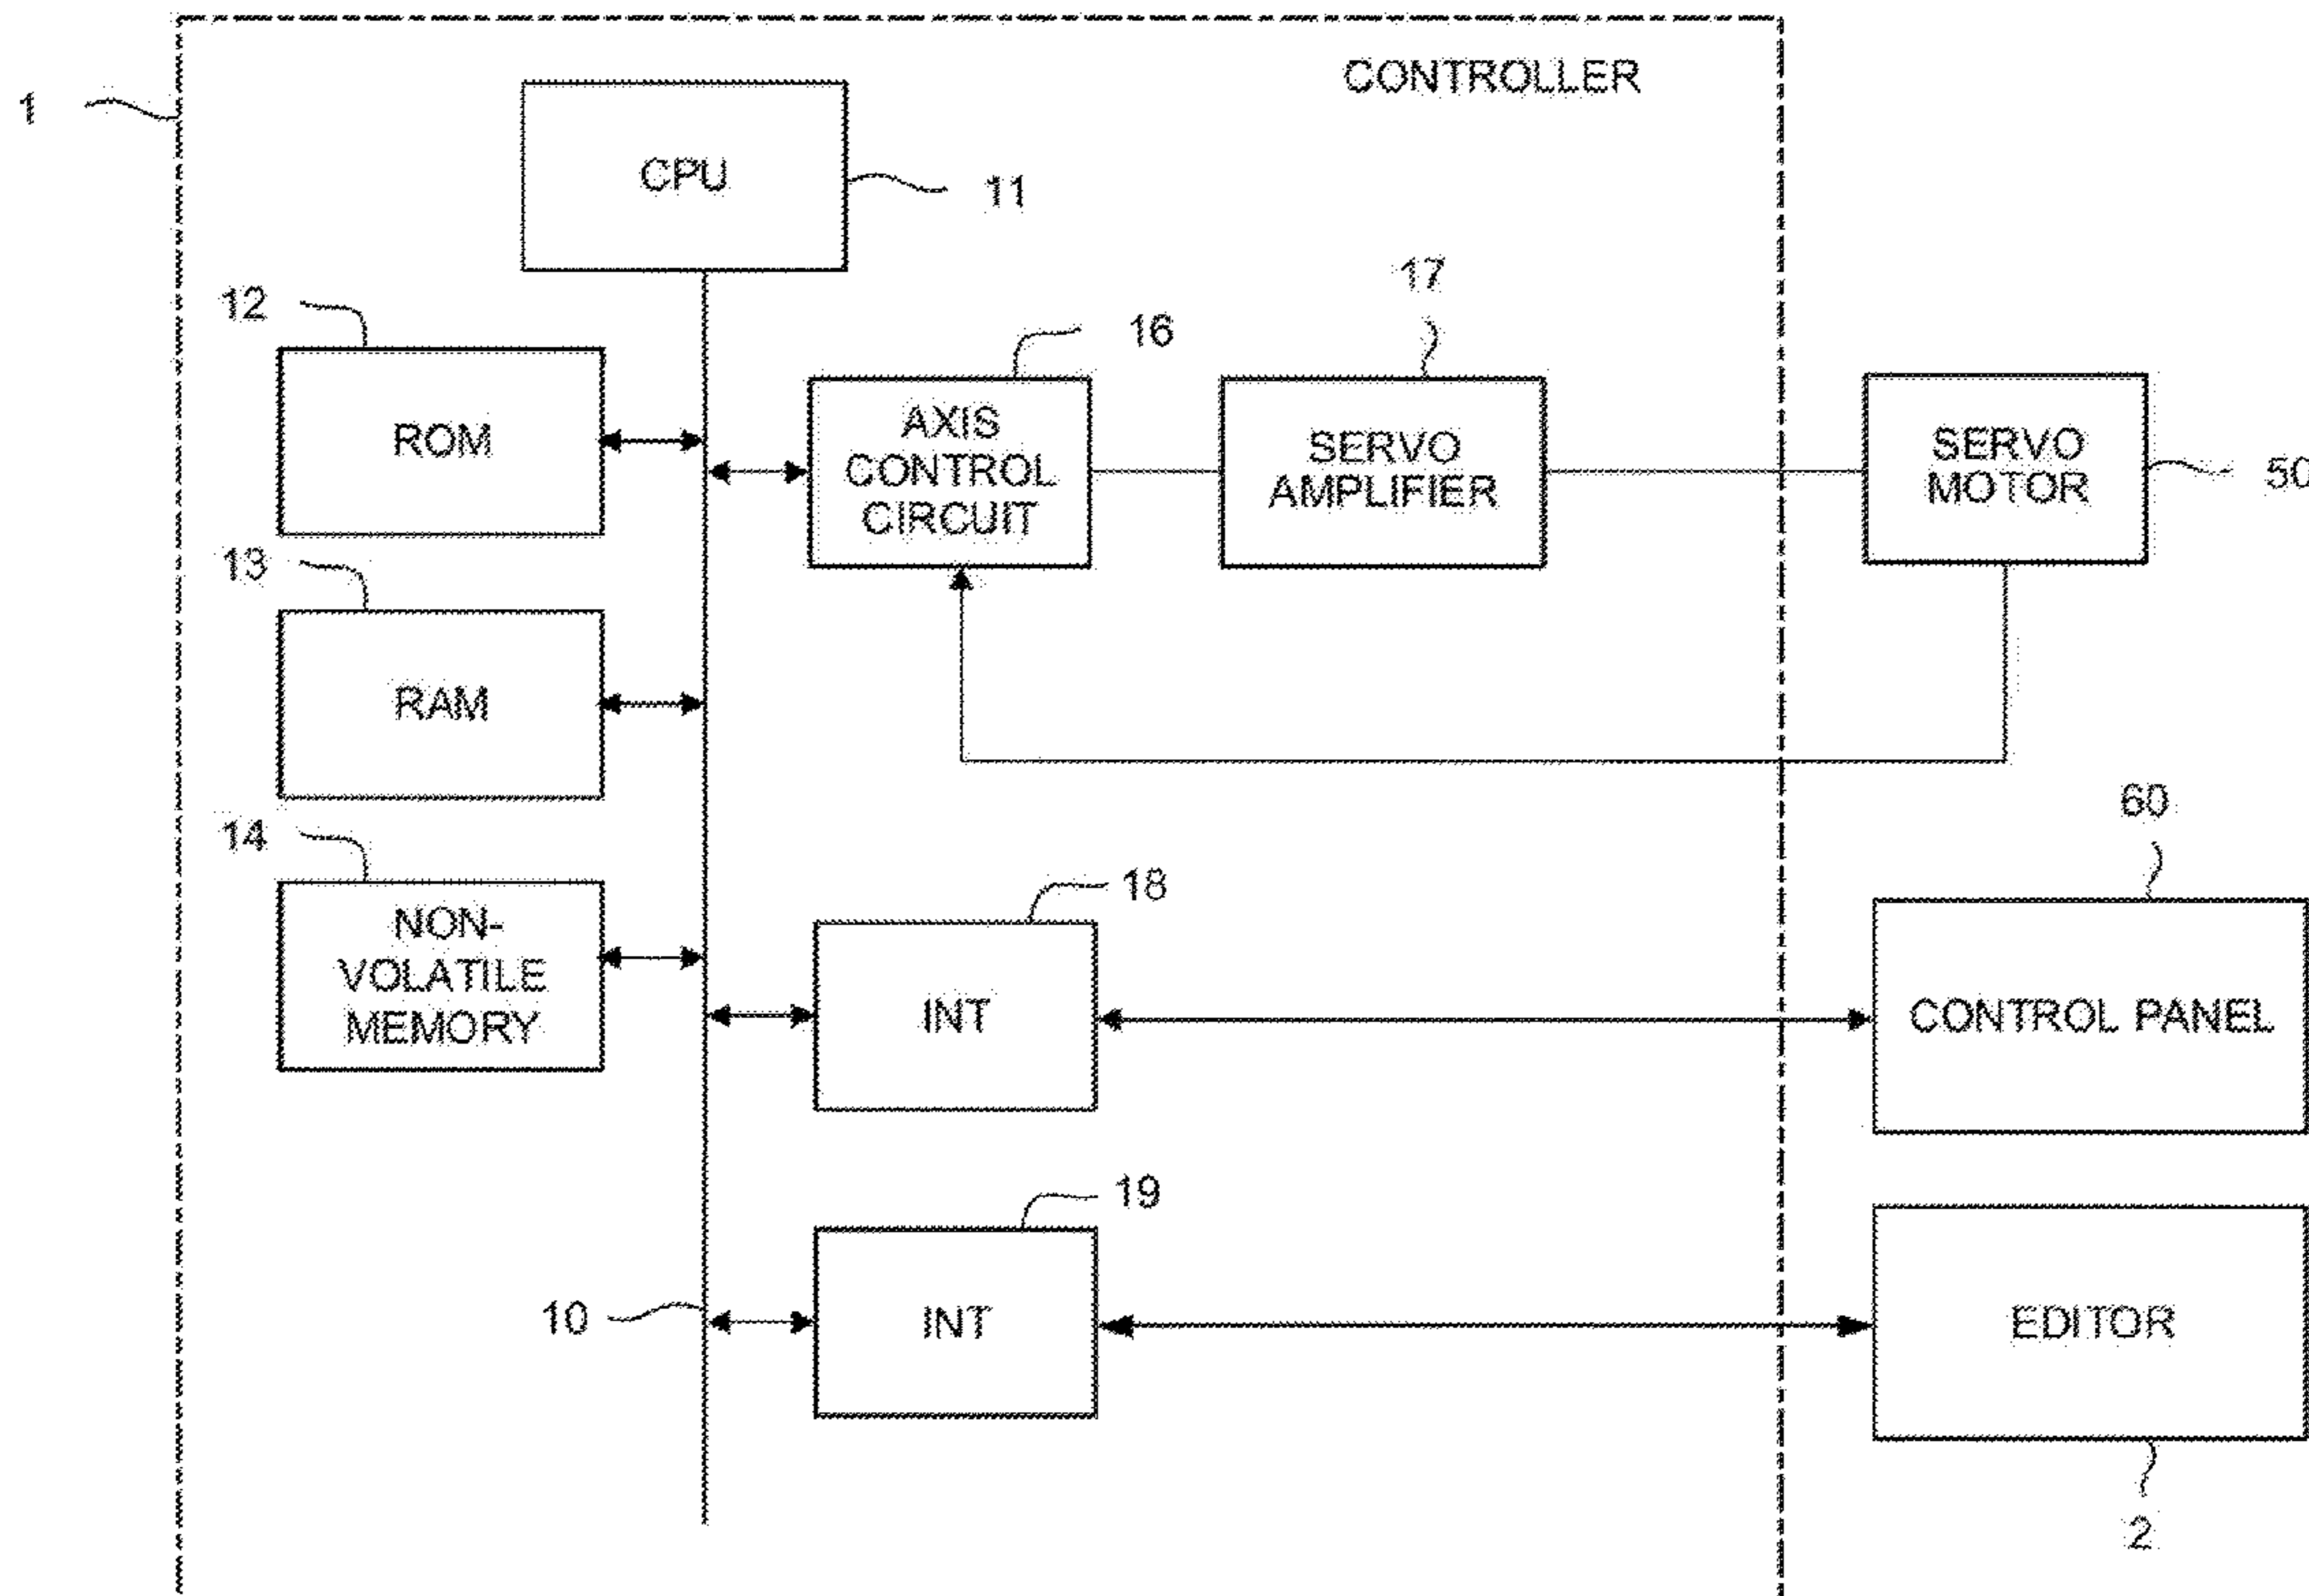 CONTROLLER
1
CPU
11
12
ROM
16
AXIS
CONTROL
CIRCUIT
17
SERVO
AMPLIFIER
SERVO
MOTOR
50
13
RAM
14
NON-
VOLATILE
MEMORY
18
INT
60
CONTROL PANEL
19
INT
10
EDITOR
2